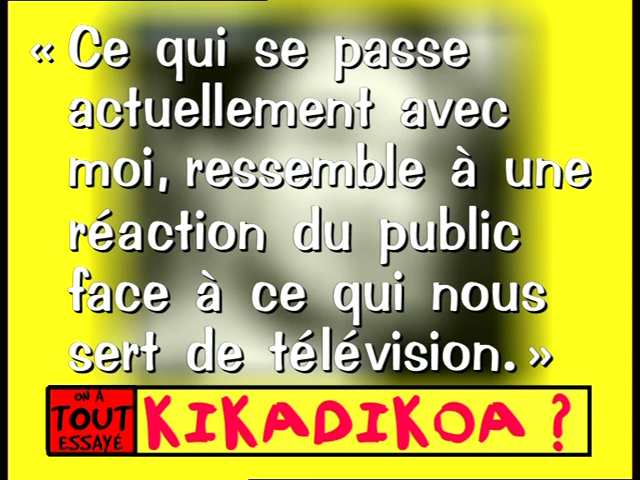 « Ce qui se passe
actuellement avec
moi, ressemble à une
réaction du public
face à ce qui nous
sert de télévision. »
ON A
TOUT
ESSAYÉ
KIKADIKOA ?